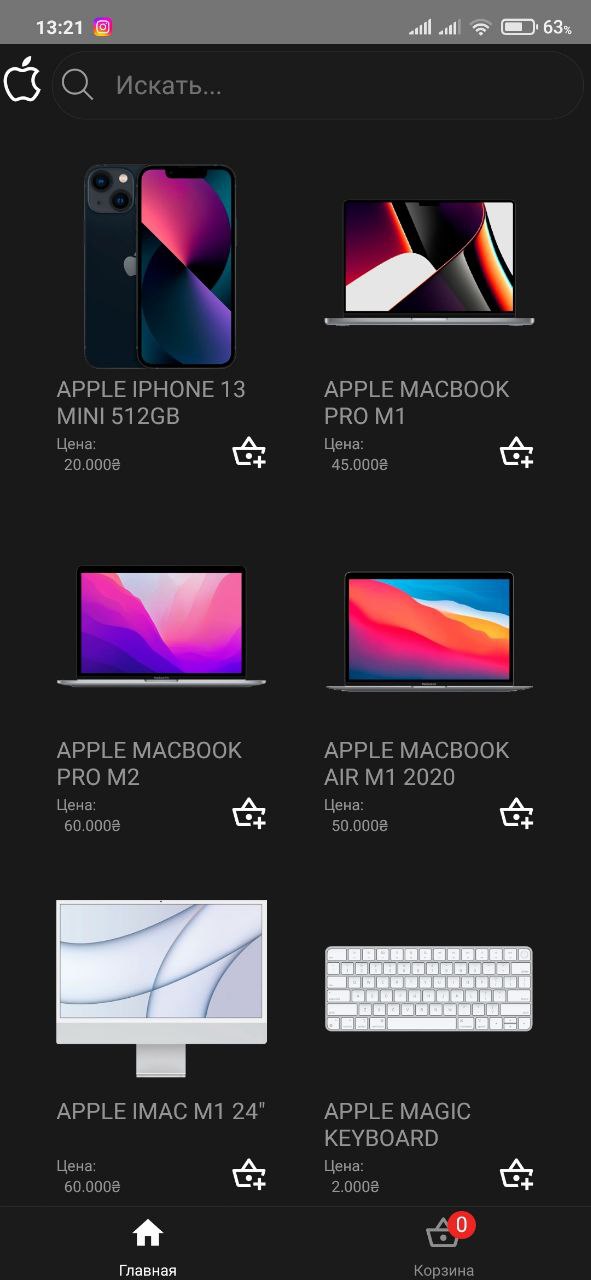 13:21
63%
Искать...
APPLE IPHONE 13
MINI 512GB
Цена:
20.000₴
APPLE MACBOOK
PRO M1
Цена:
45.000₴
APPLE MACBOOK
PRO M2
Цена:
60.000₴
APPLE MACBOOK
AIR M1 2020
Цена:
50.000₴
APPLE IMAC M1 24"
Цена:
60.000₴
APPLE MAGIC
KEYBOARD
Цена:
2.000₴
0
Главная
Корзина